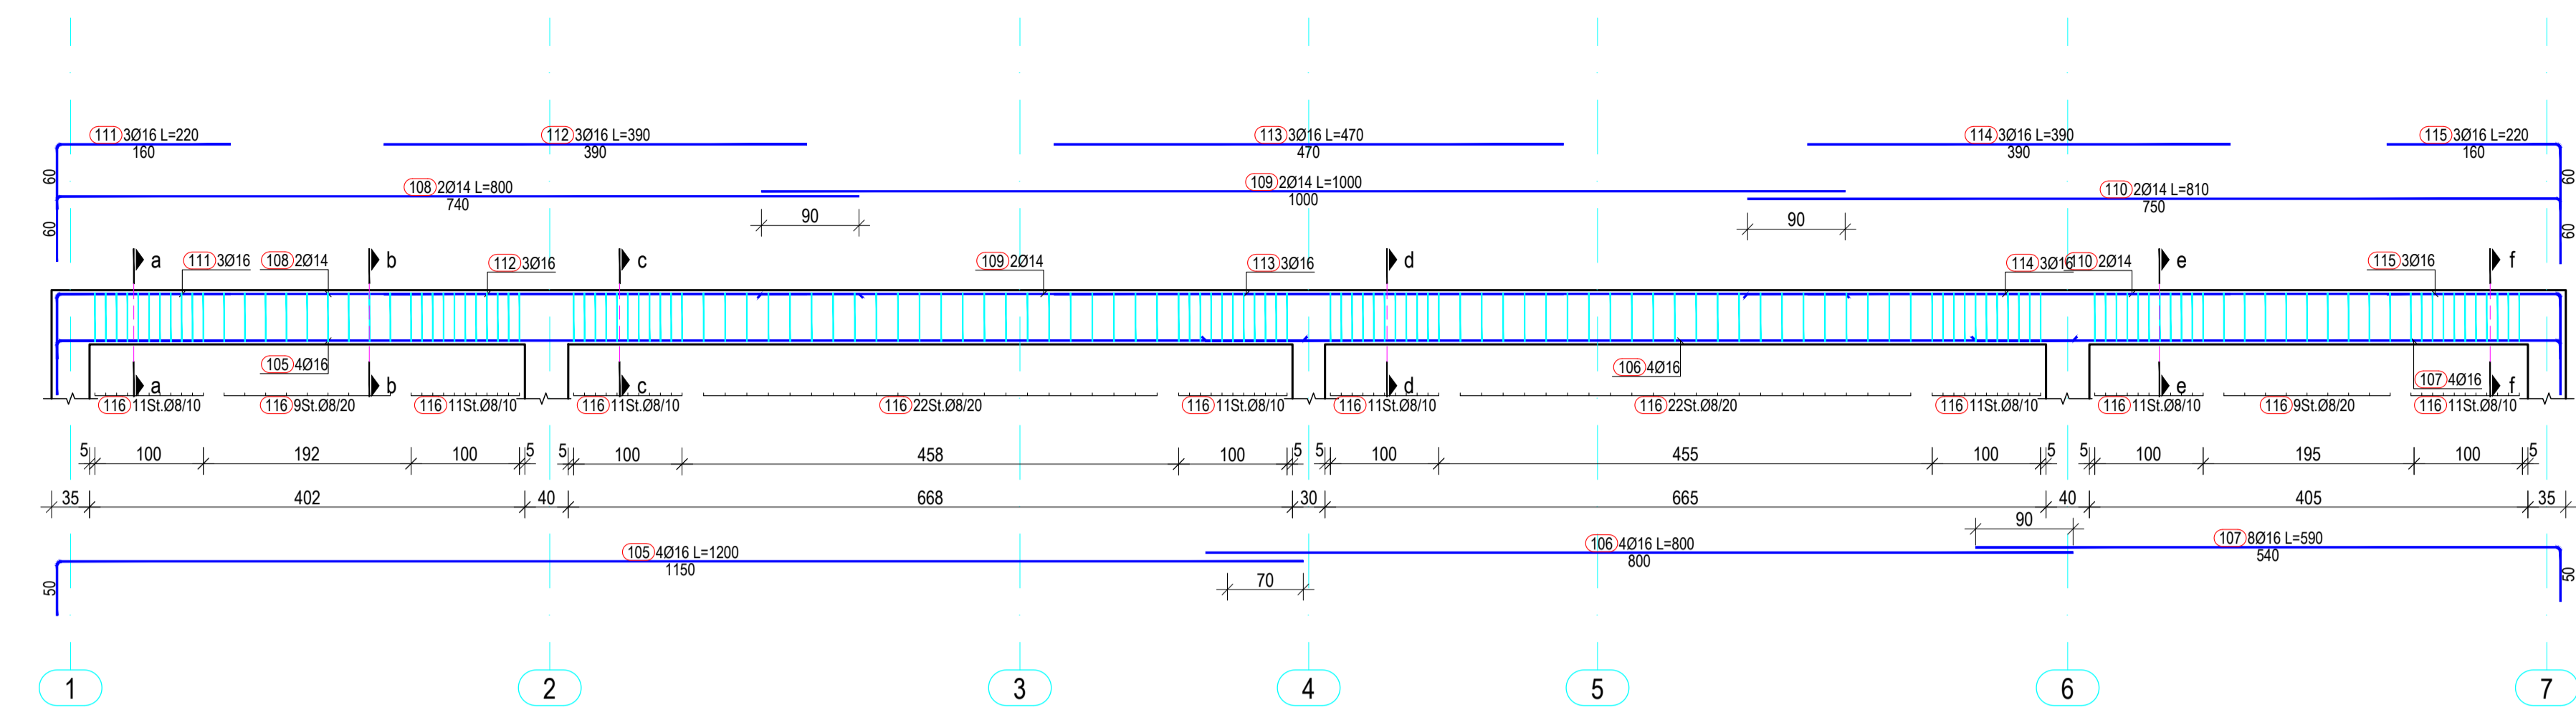 111 3Ø16 L=220
160
112 3Ø16 L=390
390
113 3Ø16 L=470
470
114 3Ø16 L=390
390
115 3Ø16 L=220
160
60
60
108 2Ø14 L=800
740
109 2Ø14 L=1000
1000
110 2Ø14 L=810
750
60
60
90
90
a
111 3Ø16
108 2Ø14
b
112 3Ø16
c
109 2Ø14
113 3Ø16
d
114 3Ø16
110 2Ø14
e
115 3Ø16
f
105 4Ø16
106 4Ø16
107 4Ø16
a
b
c
d
e
f
116 11St.Ø8/10
116 9St.Ø8/20
116 11St.Ø8/10
116 11St.Ø8/10
116 22St.Ø8/20
116 11St.Ø8/10
116 11St.Ø8/10
116 22St.Ø8/20
116 11St.Ø8/10
116 11St.Ø8/10
116 9St.Ø8/20
116 11St.Ø8/10
5 100 192 100 5 5 100 458 100 5 5 100 455 100 5 5 100 195 100 5
35 402 40 668 30 665 40 405 35
90
105 4Ø16 L=1200
1150
106 4Ø16 L=800
800
107 8Ø16 L=590
540
50
70
50
1 2 3 4 5 6 7